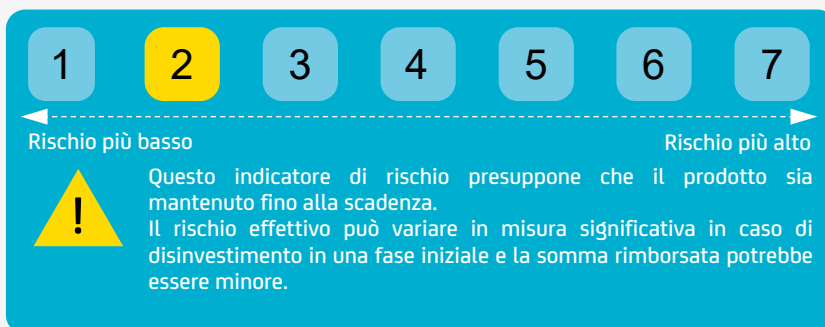 1 2 3 4 5 6 7
Rischio più basso Rischio più alto
!
Questo indicatore di rischio presuppone che il prodotto sia
mantenuto fino alla scadenza.
Il rischio effettivo può variare in misura significativa in caso di
disinvestimento in una fase iniziale e la somma rimborsata potrebbe
essere minore.